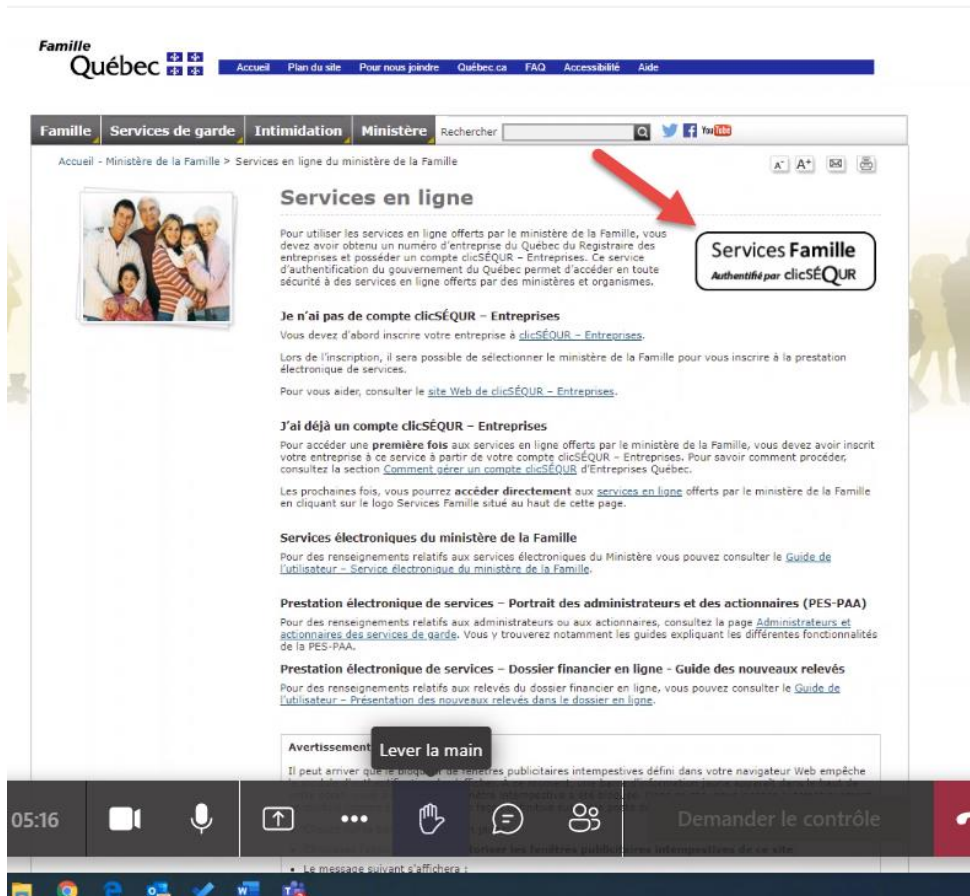 Famille
Québec
Accueil Plan du site Pour nous joindre Québec.ca FAQ Accessibilité Aide
Famille Services de garde Intimidation Ministère Rechercher You Tube
Accueil - Ministère de la Famille > Services en ligne du ministère de la Famille
A- A+
Services en ligne
Pour utiliser les services en ligne offerts par le ministère de la Famille, vous
devez avoir obtenu un numéro d'entreprise du Québec du Registraire des
entreprises et posséder un compte clicSÉQUR – Entreprises. Ce service
d'authentification du gouvernement du Québec permet d'accéder en toute
sécurité à des services en ligne offerts par des ministères et organismes.
Services Famille
Authentifié par clicSÉQUR
Je n'ai pas de compte clicSÉQUR – Entreprises
Vous devez d'abord inscrire votre entreprise à clicSÉQUR – Entreprises.
Lors de l'inscription, il sera possible de sélectionner le ministère de la Famille pour vous inscrire à la prestation
électronique de services.
Pour vous aider, consulter le site Web de clicSÉQUR – Entreprises.
J'ai déjà un compte clicSÉQUR – Entreprises
Pour accéder une première fois aux services en ligne offerts par le ministère de la Famille, vous devez avoir inscrit
votre entreprise à ce service à partir de votre compte clicSÉQUR – Entreprises. Pour savoir comment procéder,
consultez la section Comment gérer un compte clicSÉQUR d'Entreprises Québec.
Les prochaines fois, vous pourrez accéder directement aux services en ligne offerts par le ministère de la Famille
en cliquant sur le logo Services Famille situé au haut de cette page.
Services électroniques du ministère de la Famille
Pour des renseignements relatifs aux services électroniques du Ministère vous pouvez consulter le Guide de
l'utilisateur – Service électronique du ministère de la Famille.
Prestation électronique de services – Portrait des administrateurs et des actionnaires (PES-PAA)
Pour des renseignements relatifs aux administrateurs ou aux actionnaires, consultez la page Administrateurs et
actionnaires des services de garde. Vous y trouverez notamment les guides expliquant les différentes fonctionnalités
de la PES-PAA.
Prestation électronique de services – Dossier financier en ligne - Guide des nouveaux relevés
Pour des renseignements relatifs aux relevés du dossier financier en ligne, vous pouvez consulter le Guide de
l'utilisateur – Présentation des nouveaux relevés dans le dossier en ligne.
Avertissement
Lever la main
Il peut arriver que le bloqueur de fenêtres publicitaires intempestives défini dans votre navigateur Web empêche
05:16
Demander le contrôle
les fenêtres publicitaires intempestives de ce site
• Le message suivant s'affichera :